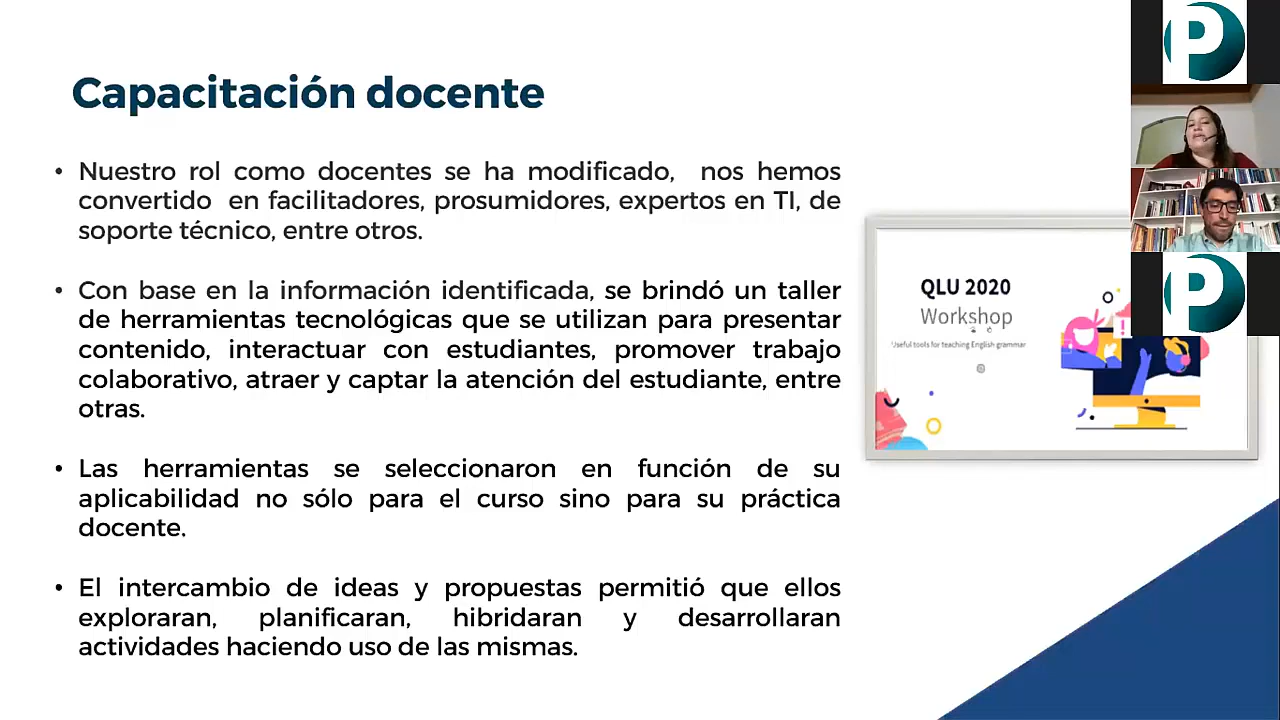 Capacitación docente
• Nuestro rol como docentes se ha modificado, nos hemos
convertido en facilitadores, prosumidores, expertos en TI, de
soporte técnico, entre otros.
• Con base en la información identificada, se brindó un taller
de herramientas tecnológicas que se utilizan para presentar
contenido, interactuar con estudiantes, promover trabajo
colaborativo, atraer y captar la atención del estudiante, entre
otras.
• Las herramientas se seleccionaron en función de su
aplicabilidad no sólo para el curso sino para su práctica
docente.
• El intercambio de ideas y propuestas permitió que ellos
exploraran, planificaran, hibridaran y desarrollaran
actividades haciendo uso de las mismas.
QLU 2020
Workshop
Useful tools for teaching English grammar
P
P